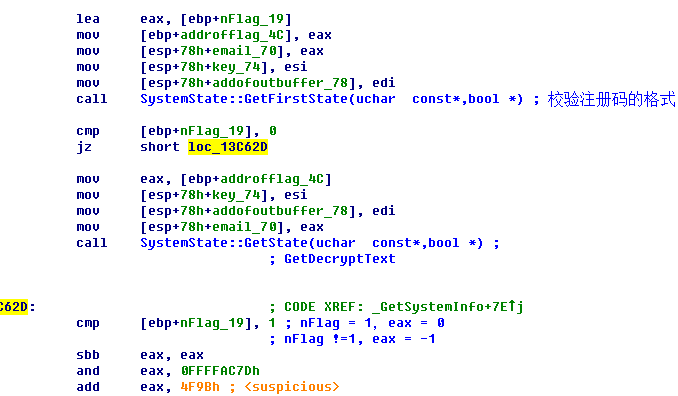 lea eax, [ebp+nFlag_19]
mov [ebp+addrofflag_4C], eax
mov [esp+78h+email_70], eax
mov [esp+78h+key_74], esi
mov [esp+78h+addofoutbuffer_78], edi
call SystemState::GetFirstState(uchar const*,bool *) ; 校验注册码的格式
cmp [ebp+nFlag_19], 0
jz short loc_13C62D
mov eax, [ebp+addrofflag_4C]
mov [esp+78h+key_74], esi
mov [esp+78h+addofoutbuffer_78], edi
mov [esp+78h+email_70], eax
call SystemState::GetState(uchar const*,bool *) ;
; GetDecryptText
C62D: ; CODE XREF: _GetSystemInfo+7E↑j
cmp [ebp+nFlag_19], 1 ; nFlag = 1, eax = 0
; nFlag !=1, eax = -1
sbb eax, eax
and eax, 0FFFFAC7Dh
add eax, 4F9Bh ; <suspicious>